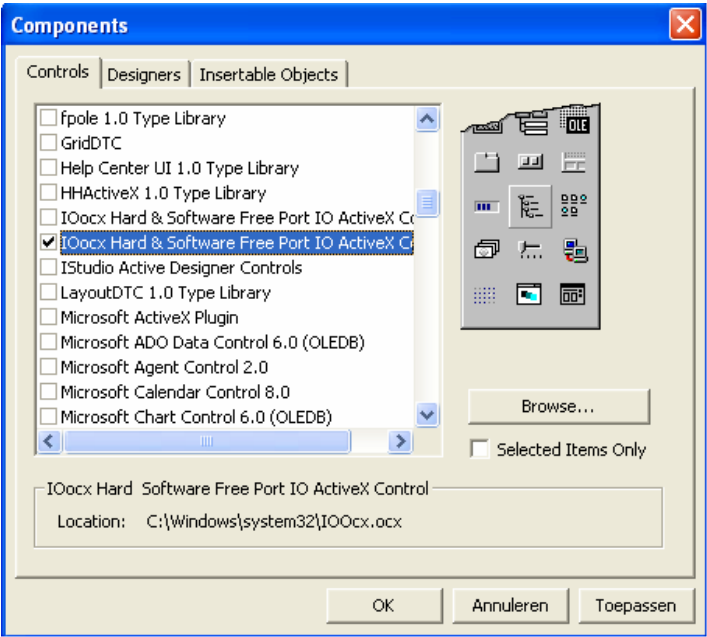 Components
Controls Designers Insertable Objects
fpole 1.0 Type Library
GridDTC
Help Center UI 1.0 Type Library
HHActiveX 1.0 Type Library
IOocx Hard & Software Free Port IO ActiveX Co
IOocx Hard & Software Free Port IO ActiveX C
IStudio Active Designer Controls
LayoutDTC 1.0 Type Library
Microsoft ActiveX Plugin
Microsoft ADO Data Control 6.0 (OLEDB)
Microsoft Agent Control 2.0
Microsoft Calendar Control 8.0
Microsoft Chart Control 6.0 (OLEDB)
OLE
Browse...
Selected Items Only
IOocx Hard Software Free Port IO ActiveX Control
Location: C:\Windows\system32\IOOcx.ocx
OK Annuleren Toepassen